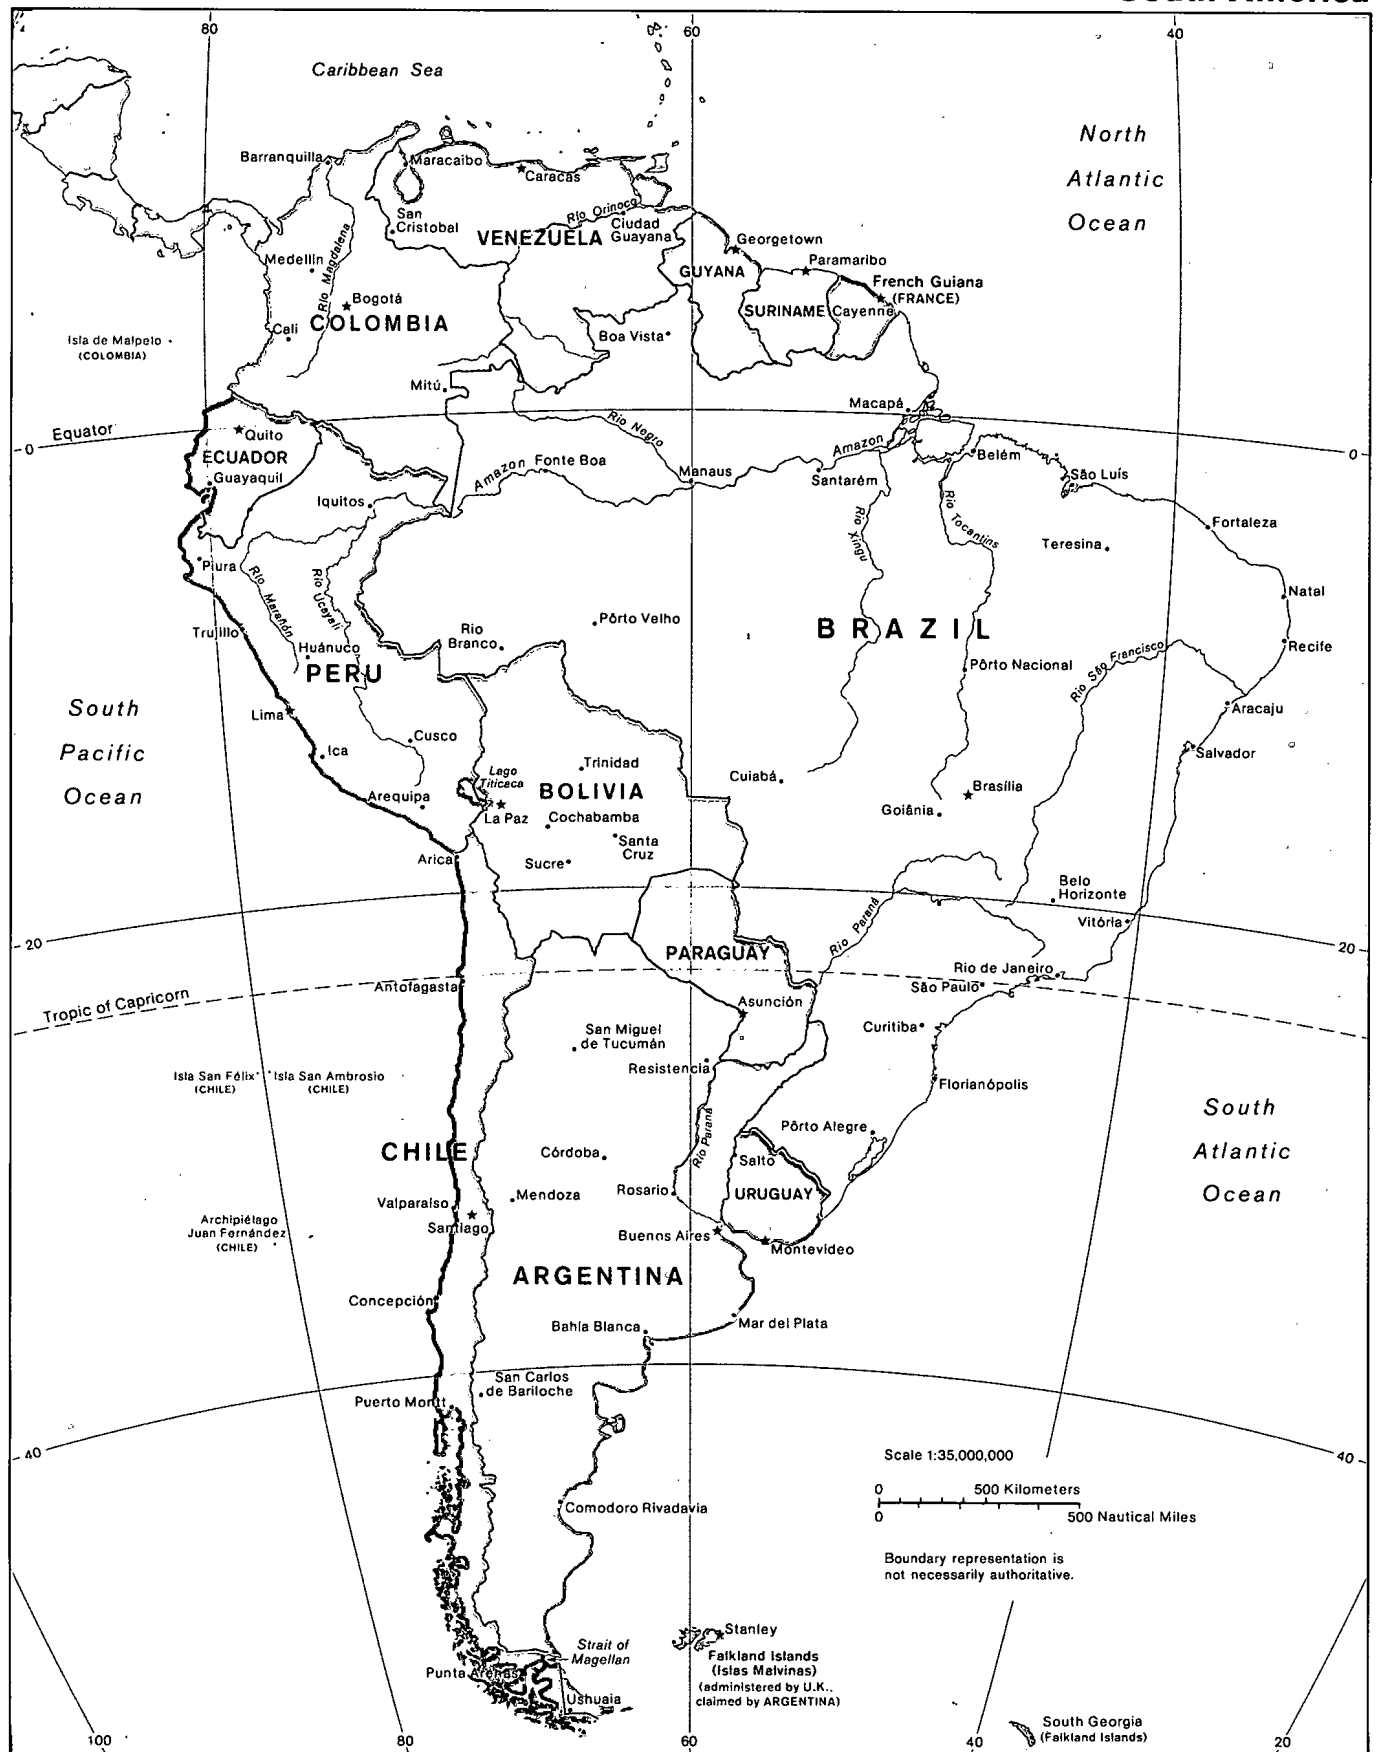 80
60
40
Caribbean Sea
North
Atlantic
Ocean
Barranquilla
Maracaibo
Caracas
San
Cristobal
Río Orinoco
Ciudad
Guayana
VENEZUELA
Georgetown
Medellín
Río Magdalena
GUYANA
Paramaribo
French Guiana
(FRANCE)
Bogotá
SURINAME
Cayenne
COLOMBIA
Cali
Boa Vista
Isla de Malpelo
(COLOMBIA)
Mitú
Macapá
Equator
0
Quito
Rio Negro
Amazon
Belém
0
ECUADOR
Guayaquil
Amazon
Fonte Boa
Manaus
Santarém
São Luís
Iquitos
Rio Xingu
Rio Tocantins
Fortaleza
Teresina
Piura
Río Marañón
Río Ucayali
Natal
Trujillo
Rio
Branco
Pôrto Velho
BRAZIL
Recife
Huánuco
PERU
Pôrto Nacional
Rio São Francisco
South
Pacific
Ocean
Lima
Aracaju
Cusco
Ica
Salvador
Lago
Titicaca
Trinidad
Cuiabá
Arequipa
BOLIVIA
Brasília
La Paz
Cochabamba
Goiânia
Santa
Cruz
Arica
Sucre
Belo
Horizonte
Vitória
20
Rio Paraná
20
PARAGUAY
Rio de Janeiro
Antofagasta
São Paulo
Tropic of Capricorn
Asunción
San Miguel
de Tucumán
Curitiba
Resistencia
Isla San Félix
(CHILE)
Isla San Ambrosio
(CHILE)
Florianópolis
South
Atlantic
Ocean
Río Paraná
Pôrto Alegre
CHILE
Córdoba
Salto
Rosario
URUGUAY
Valparaíso
Mendoza
Santiago
Archipiélago
Juan Fernández
(CHILE)
Buenos Aires
Montevideo
ARGENTINA
Concepción
Mar del Plata
Bahía Blanca
San Carlos
de Bariloche
Puerto Montt
40
40
Scale 1:35,000,000
0
500 Kilometers
0
500 Nautical Miles
Comodoro Rivadavia
Boundary representation is
not necessarily authoritative.
Stanley
Strait of
Magellan
Falkland Islands
(Islas Malvinas)
(administered by U.K.,
claimed by ARGENTINA)
Punta Arenas
Ushuaia
South Georgia
(Falkland Islands)
100
80
60
40
20